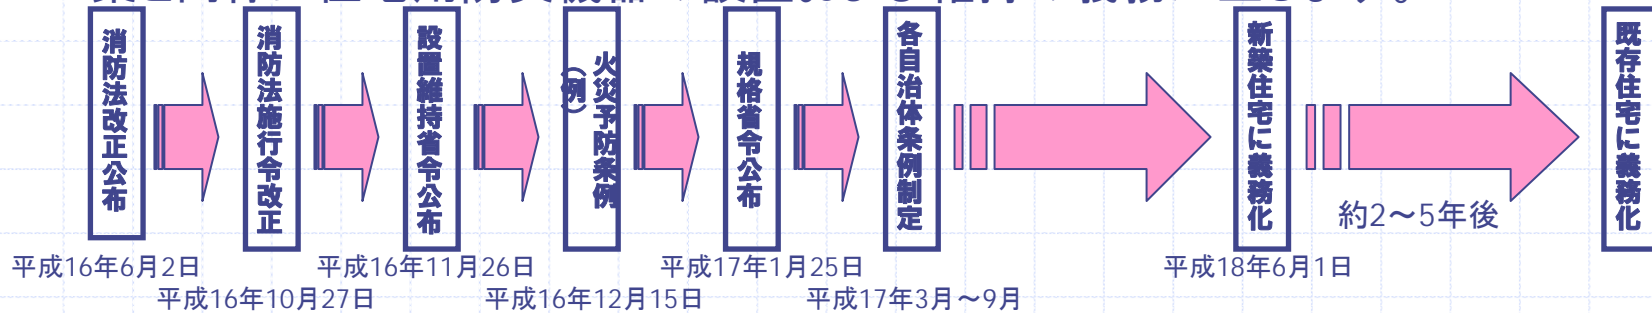 消防法改正公布
消防法施行令改正
設置維持省令公布
火災予防条例
（例）
規格省令公布
各自治体条例制定
新築住宅に義務化
既存住宅に義務化
約2～5年後
平成16年6月2日
平成16年10月27日
平成16年11月26日
平成16年12月15日
平成17年1月25日
平成17年3月～9月
平成18年6月1日